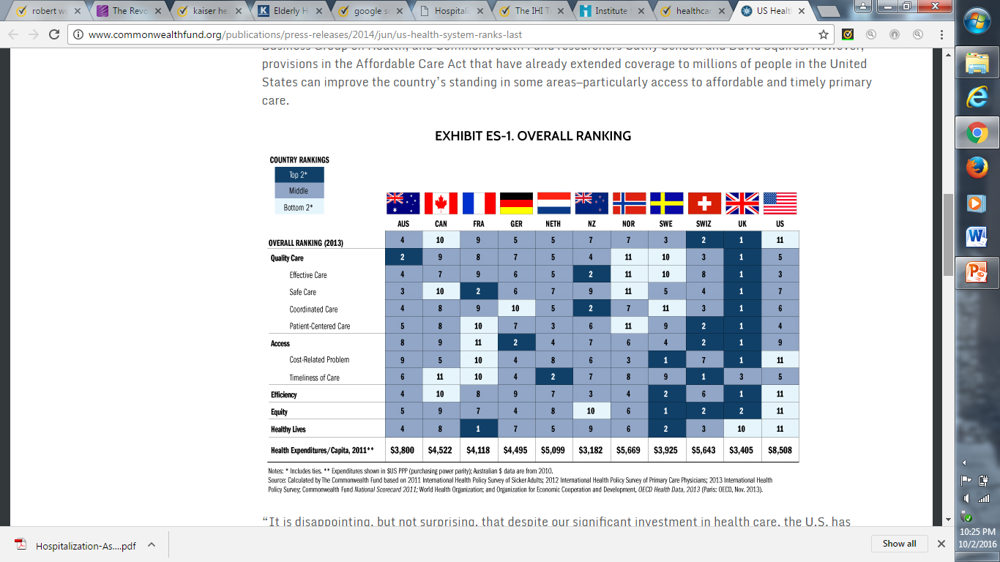 robert wo
The Revo
kaiser he
Elderly H
google s
Hospitali
The IHI T
Institute
healthcar
US Healt
www.commonwealthfund.org/publications/press-releases/2014/jun/us-health-system-ranks-last
Business Group on Health, and Commonwealth Fund researchers Cathy Schoen and David Squires. However,
provisions in the Affordable Care Act that have already extended coverage to millions of people in the United
States can improve the country's standing in some areas—particularly access to affordable and timely primary
care.
EXHIBIT ES-1. OVERALL RANKING
COUNTRY RANKINGS
Top 2*
Middle
Bottom 2*
AUS CAN FRA GER NETH NZ NOR SWE SWIZ UK US
OVERALL RANKING (2013) 4 10 9 5 5 7 7 3 2 1 11
Quality Care 2 9 8 7 5 4 11 10 3 1 5
Effective Care 4 7 9 6 5 2 11 10 8 1 3
Safe Care 3 10 2 6 7 9 11 5 4 1 7
Coordinated Care 4 8 9 10 5 2 7 11 3 1 6
Patient-Centered Care 5 8 10 7 3 6 11 9 2 1 4
Access 8 9 11 2 4 7 6 4 2 1 9
Cost-Related Problem 9 5 10 4 8 6 3 1 7 1 11
Timeliness of Care 6 11 10 4 2 7 8 9 1 3 5
Efficiency 4 10 8 9 7 3 4 2 6 1 11
Equity 5 9 7 4 8 10 6 1 2 2 11
Healthy Lives 4 8 1 7 5 9 6 2 3 10 11
Health Expenditures/Capita, 2011** $3,800 $4,522 $4,118 $4,495 $5,099 $3,182 $5,669 $3,925 $5,643 $3,405 $8,508
Notes: * Includes ties. ** Expenditures shown in $US PPP (purchasing power parity); Australian $ data are from 2010.
Source: Calculated by The Commonwealth Fund based on 2011 International Health Policy Survey of Sicker Adults; 2012 International Health Policy Survey of Primary Care Physicians; 2013 International Health
Policy Survey; Commonwealth Fund National Scorecard 2011; World Health Organization; and Organization for Economic Cooperation and Development, OECD Health Data, 2013 (Paris: OECD, Nov. 2013).
“It is disappointing, but not surprising, that despite our significant investment in health care, the U.S. has
Hospitalization-As....pdf
Show all
10:25 PM
10/2/2016